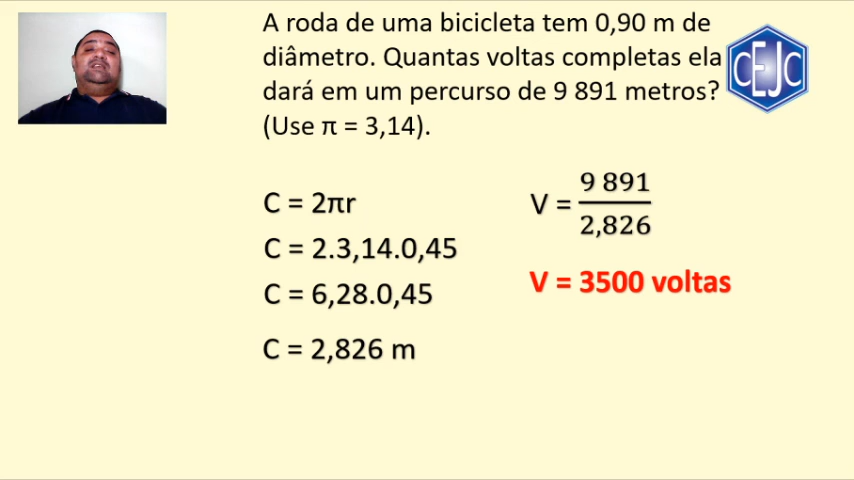 A roda de uma bicicleta tem 0,90 m de
diâmetro. Quantas voltas completas ela
dará em um percurso de 9 891 metros?
(Use π = 3,14).
CEJC
C = 2πr
C = 2.3,14.0,45
C = 6,28.0,45
C = 2,826 m
V = 9 891
2,826
V = 3500 voltas